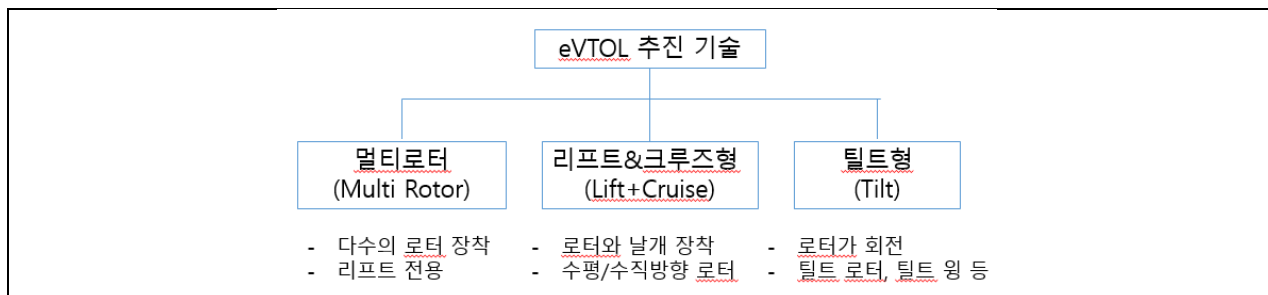 eVTOL 추진 기술
멀티로터
(Multi Rotor)
리프트&크루즈형
(Lift+Cruise)
틸트형
(Tilt)
- 다수의 로터 장착
- 리프트 전용
- 로터와 날개 장착
- 수평/수직방향 로터
- 로터가 회전
- 틸트 로터, 틸트 윙 등